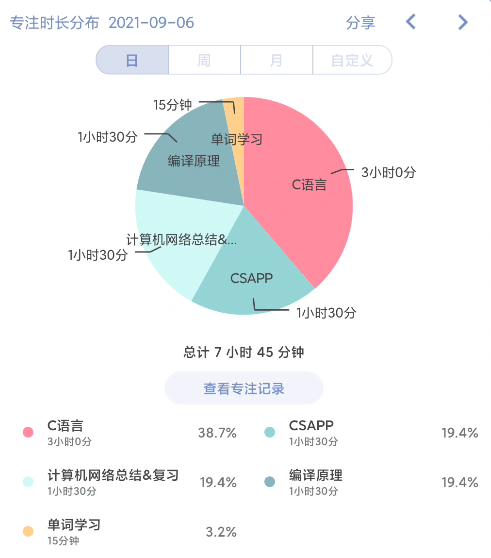 专注时长分布 2021-09-06 分享
日 周 月 自定义
15分钟
单词学习
1小时30分
编译原理
3小时0分
C语言
计算机网络总结&...
1小时30分
CSAPP
1小时30分
总计 7 小时 45 分钟
查看专注记录
C语言 38.7% CSAPP 19.4%
3小时0分 1小时30分
计算机网络总结&复习 19.4% 编译原理 19.4%
1小时30分 1小时30分
单词学习 3.2%
15分钟